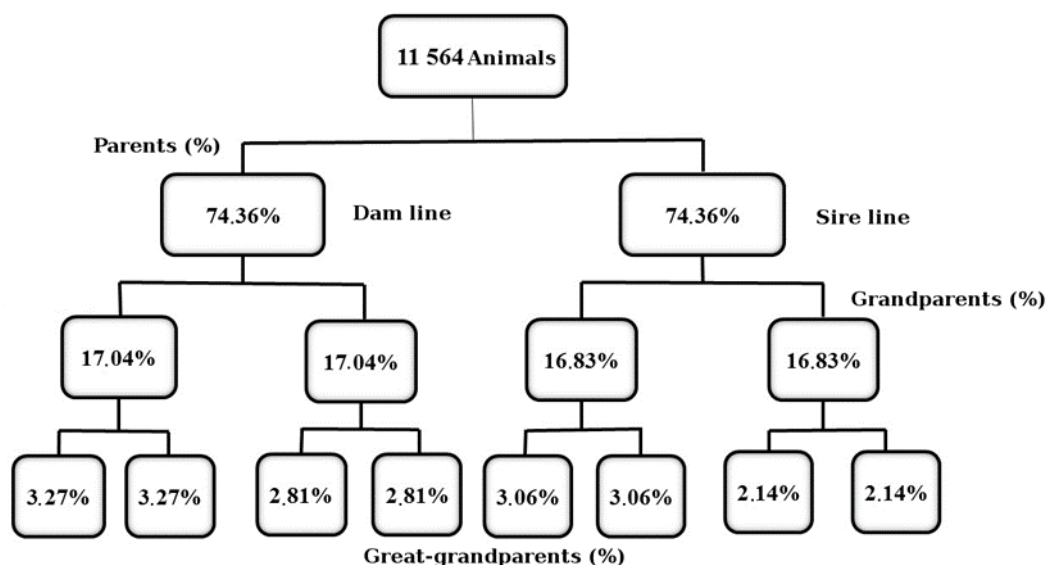 11 564 Animals
Parents (%)
74.36%
Dam line
74.36%
Sire line
Grandparents (%)
17.04%
17.04%
16.83%
16.83%
3.27%
3.27%
2.81%
2.81%
3.06%
3.06%
2.14%
2.14%
Great-grandparents (%)